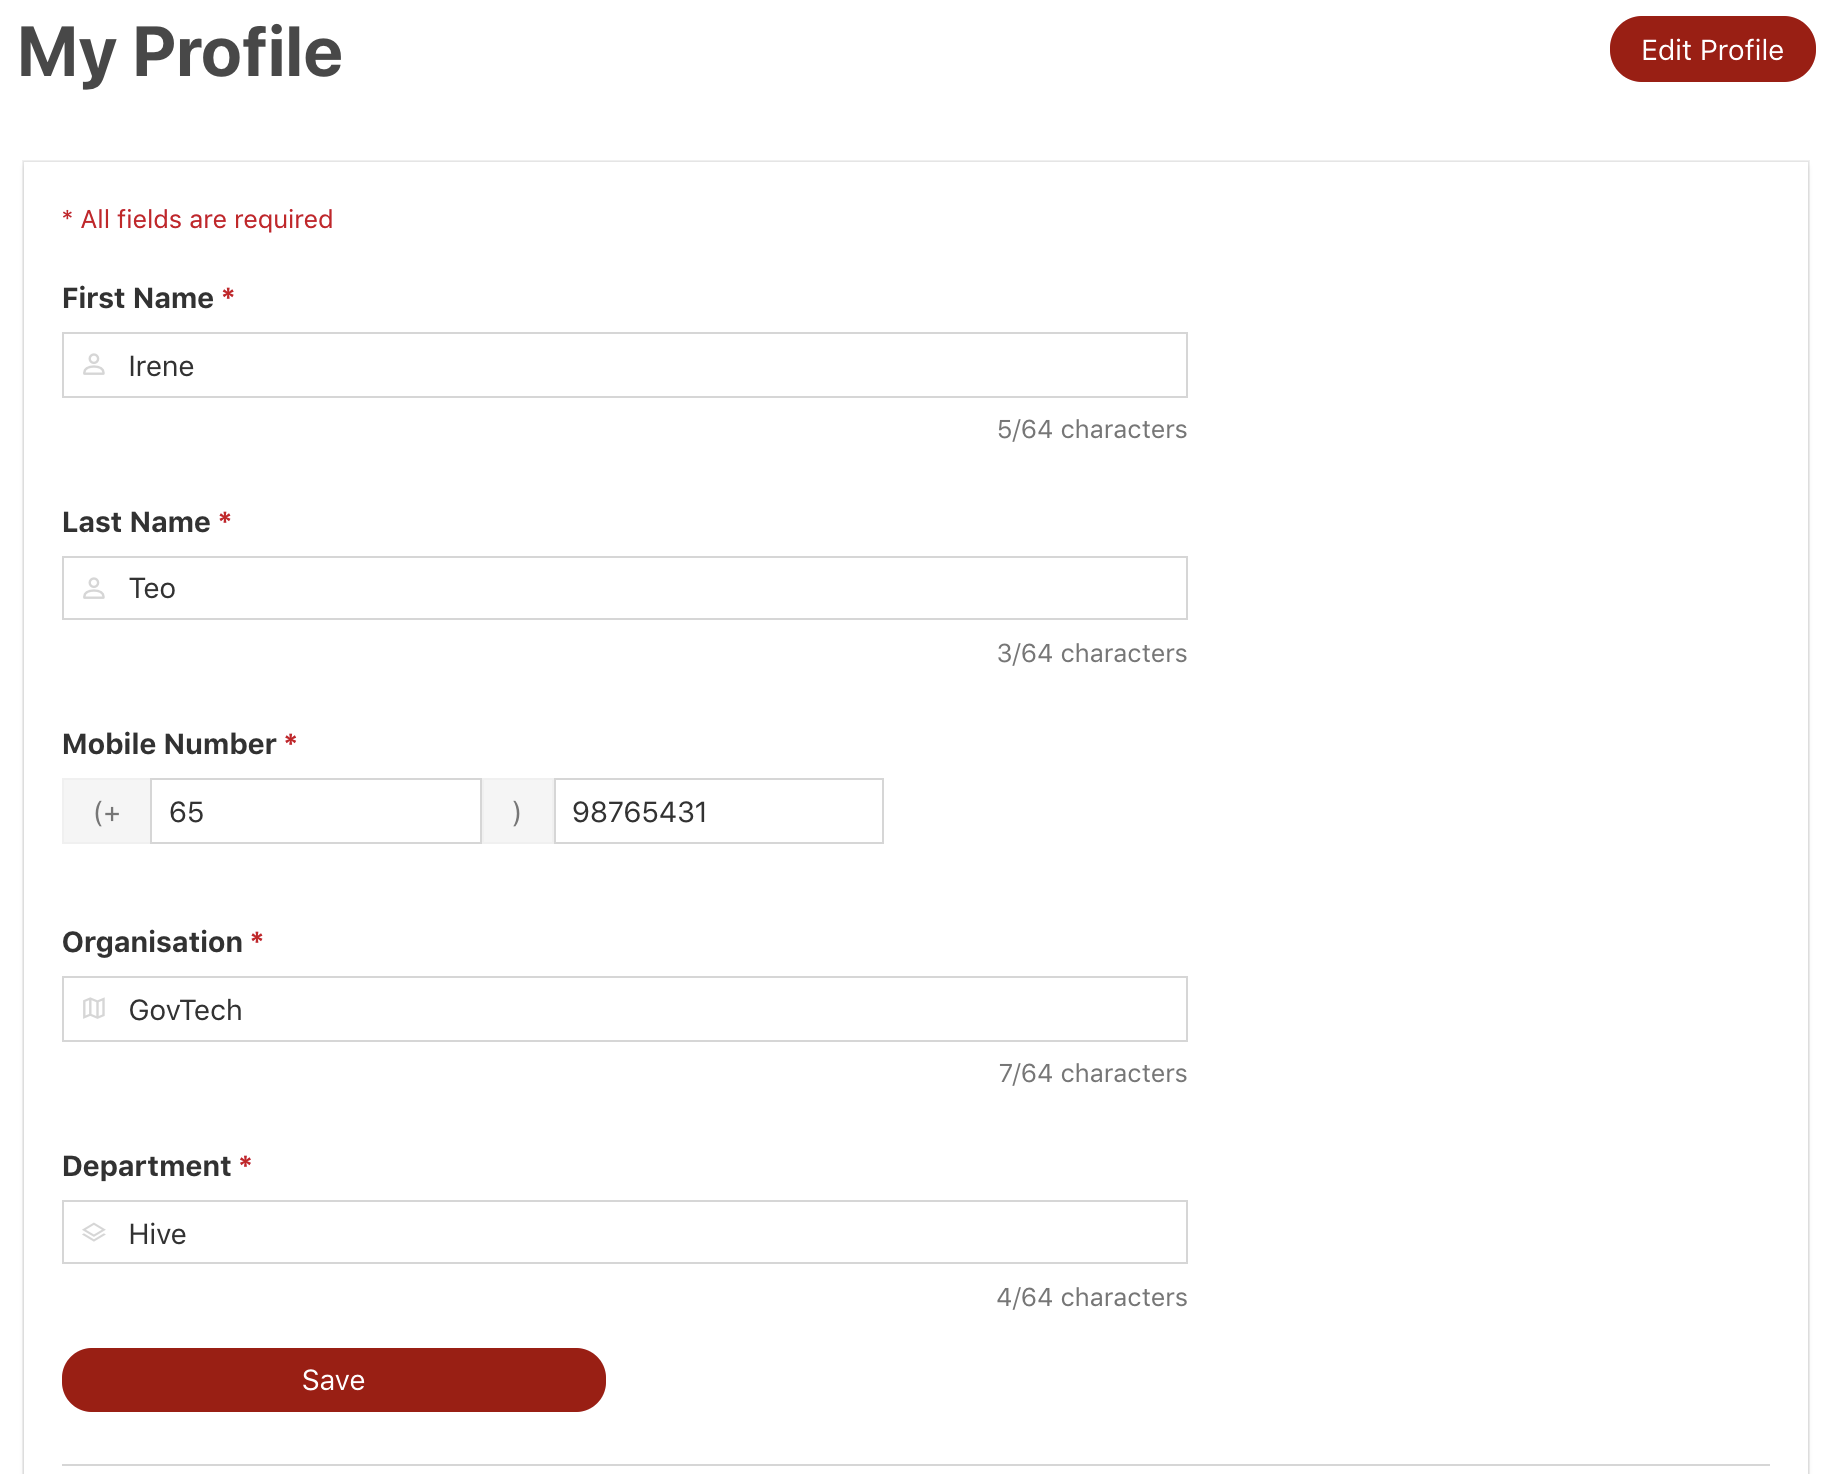 My Profile
Edit Profile
* All fields are required
First Name *
Irene
5/64 characters
Last Name *
Teo
3/64 characters
Mobile Number *
(+ 65 ) 98765431
Organisation *
GovTech
7/64 characters
Department *
Hive
4/64 characters
Save